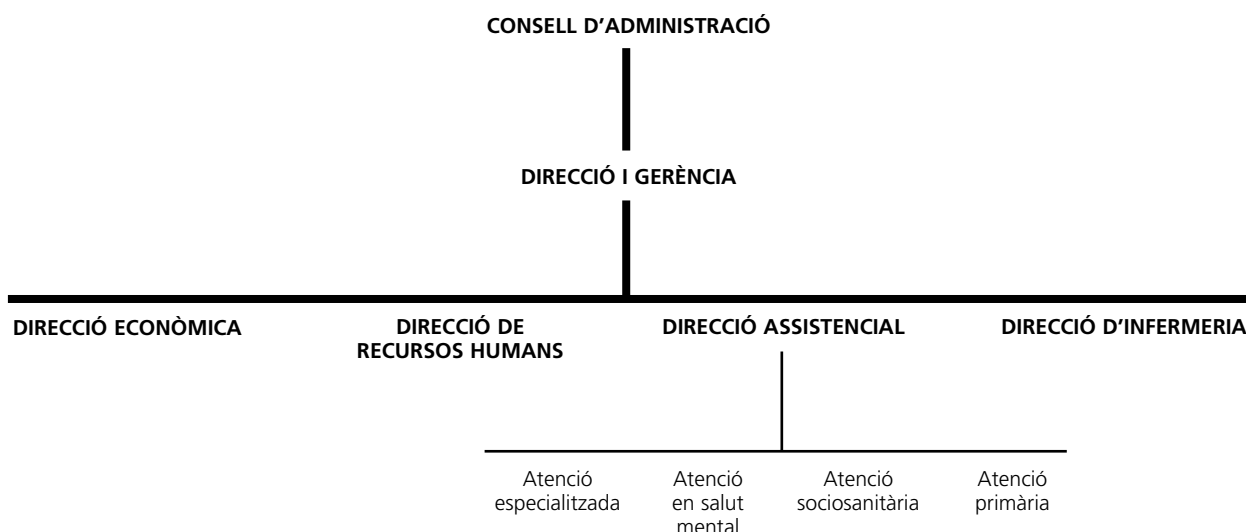 CONSELL D’ADMINISTRACIÓ
DIRECCIÓ I GERÈNCIA
DIRECCIÓ ECONÒMICA
DIRECCIÓ DE
RECURSOS HUMANS
DIRECCIÓ ASSISTENCIAL
DIRECCIÓ D’INFERMERIA
Atenció
especialitzada
Atenció
en salut
mental
Atenció
sociosanitària
Atenció
primària